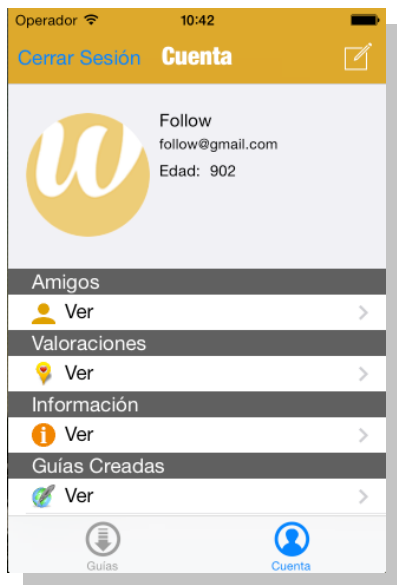 Operador 10:42
Cerrar Sesión Cuenta
w
Follow
follow@gmail.com
Edad: 902
Amigos
Ver
Valoraciones
Ver
Información
i Ver
Guías Creadas
Ver
Guías Cuenta